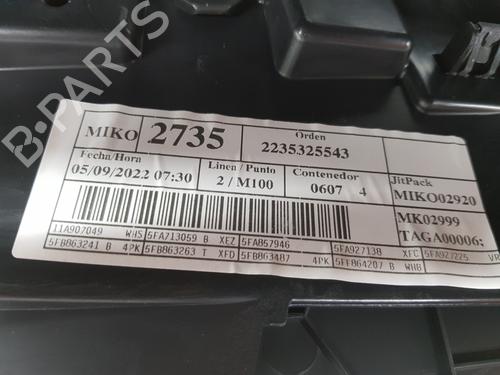 B-PARTS
MIKO 2735
Orden
2235325543
Fecha/Hora
05/09/2022 07:30
Linea / Punto
2 / M100
Contenedor
0607 4
JitPack
MIKO02920
MK02999
TAGA00006;
11A907049 WHS 5FA713059 B XEZ 5FA857946 5FA927138 XFC 5FA927225 VR
5FB863241 B 4PK 5FB863263 T XFD 5FB863487 4PK 5FF864207 B WHB